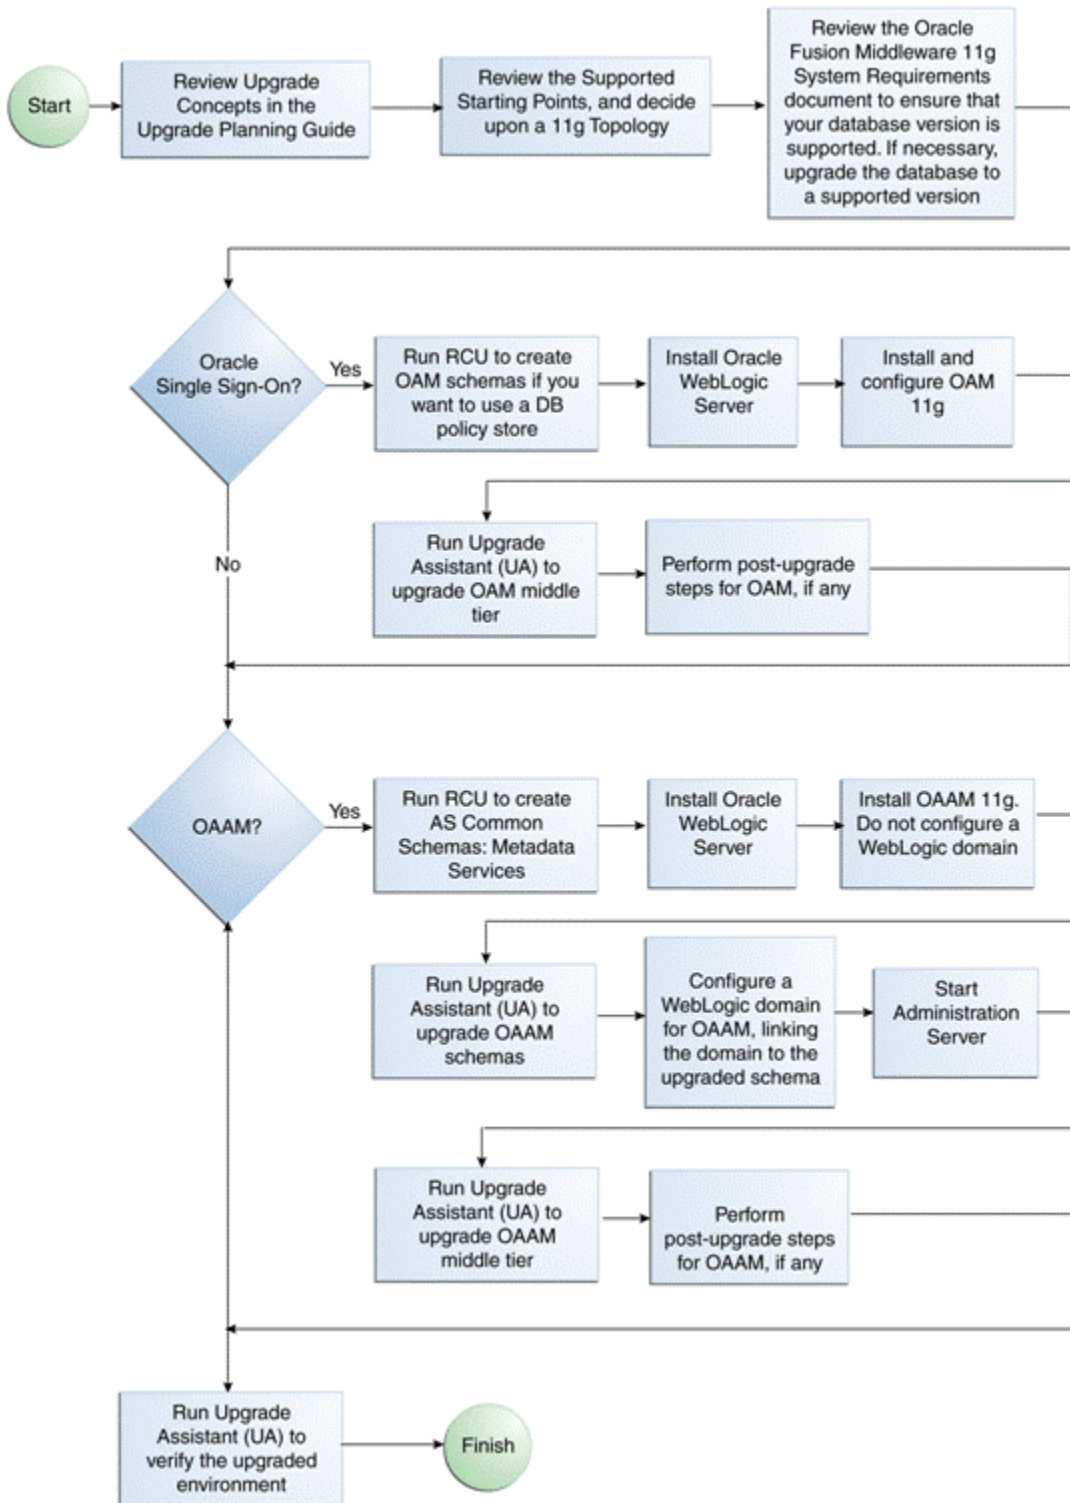 Start
Review Upgrade
Concepts in the
Upgrade Planning Guide
Review the Supported
Starting Points, and decide
upon a 11g Topology
Review the Oracle
Fusion Middleware 11g
System Requirements
document to ensure that
your database version is
supported. If necessary,
upgrade the database to
a supported version
Oracle
Single Sign-On?
Yes
Run RCU to create
OAM schemas if you
want to use a DB
policy store
Install Oracle
WebLogic
Server
Install and
configure OAM
11g
No
Run Upgrade
Assistant (UA) to
upgrade OAM middle
tier
Perform post-upgrade
steps for OAM, if any
OAAM?
Yes
Run RCU to create
AS Common
Schemas: Metadada
Services
Install Oracle
WebLogic
Server
Install OAAM 11g.
Do not configure a
WebLogic domain
Run Upgrade
Assistant (UA) to
upgrade OAAM
schemas
Configure a
WebLogic domain
for OAAM, linking
the domain to the
upgraded schema
Start
Administration
Server
Run Upgrade
Assistant (UA) to
upgrade OAAM
middle tier
Perform
post-upgrade steps
for OAAM, if any
Run Upgrade
Assistant (UA) to
verify the upgraded
environment
Finish